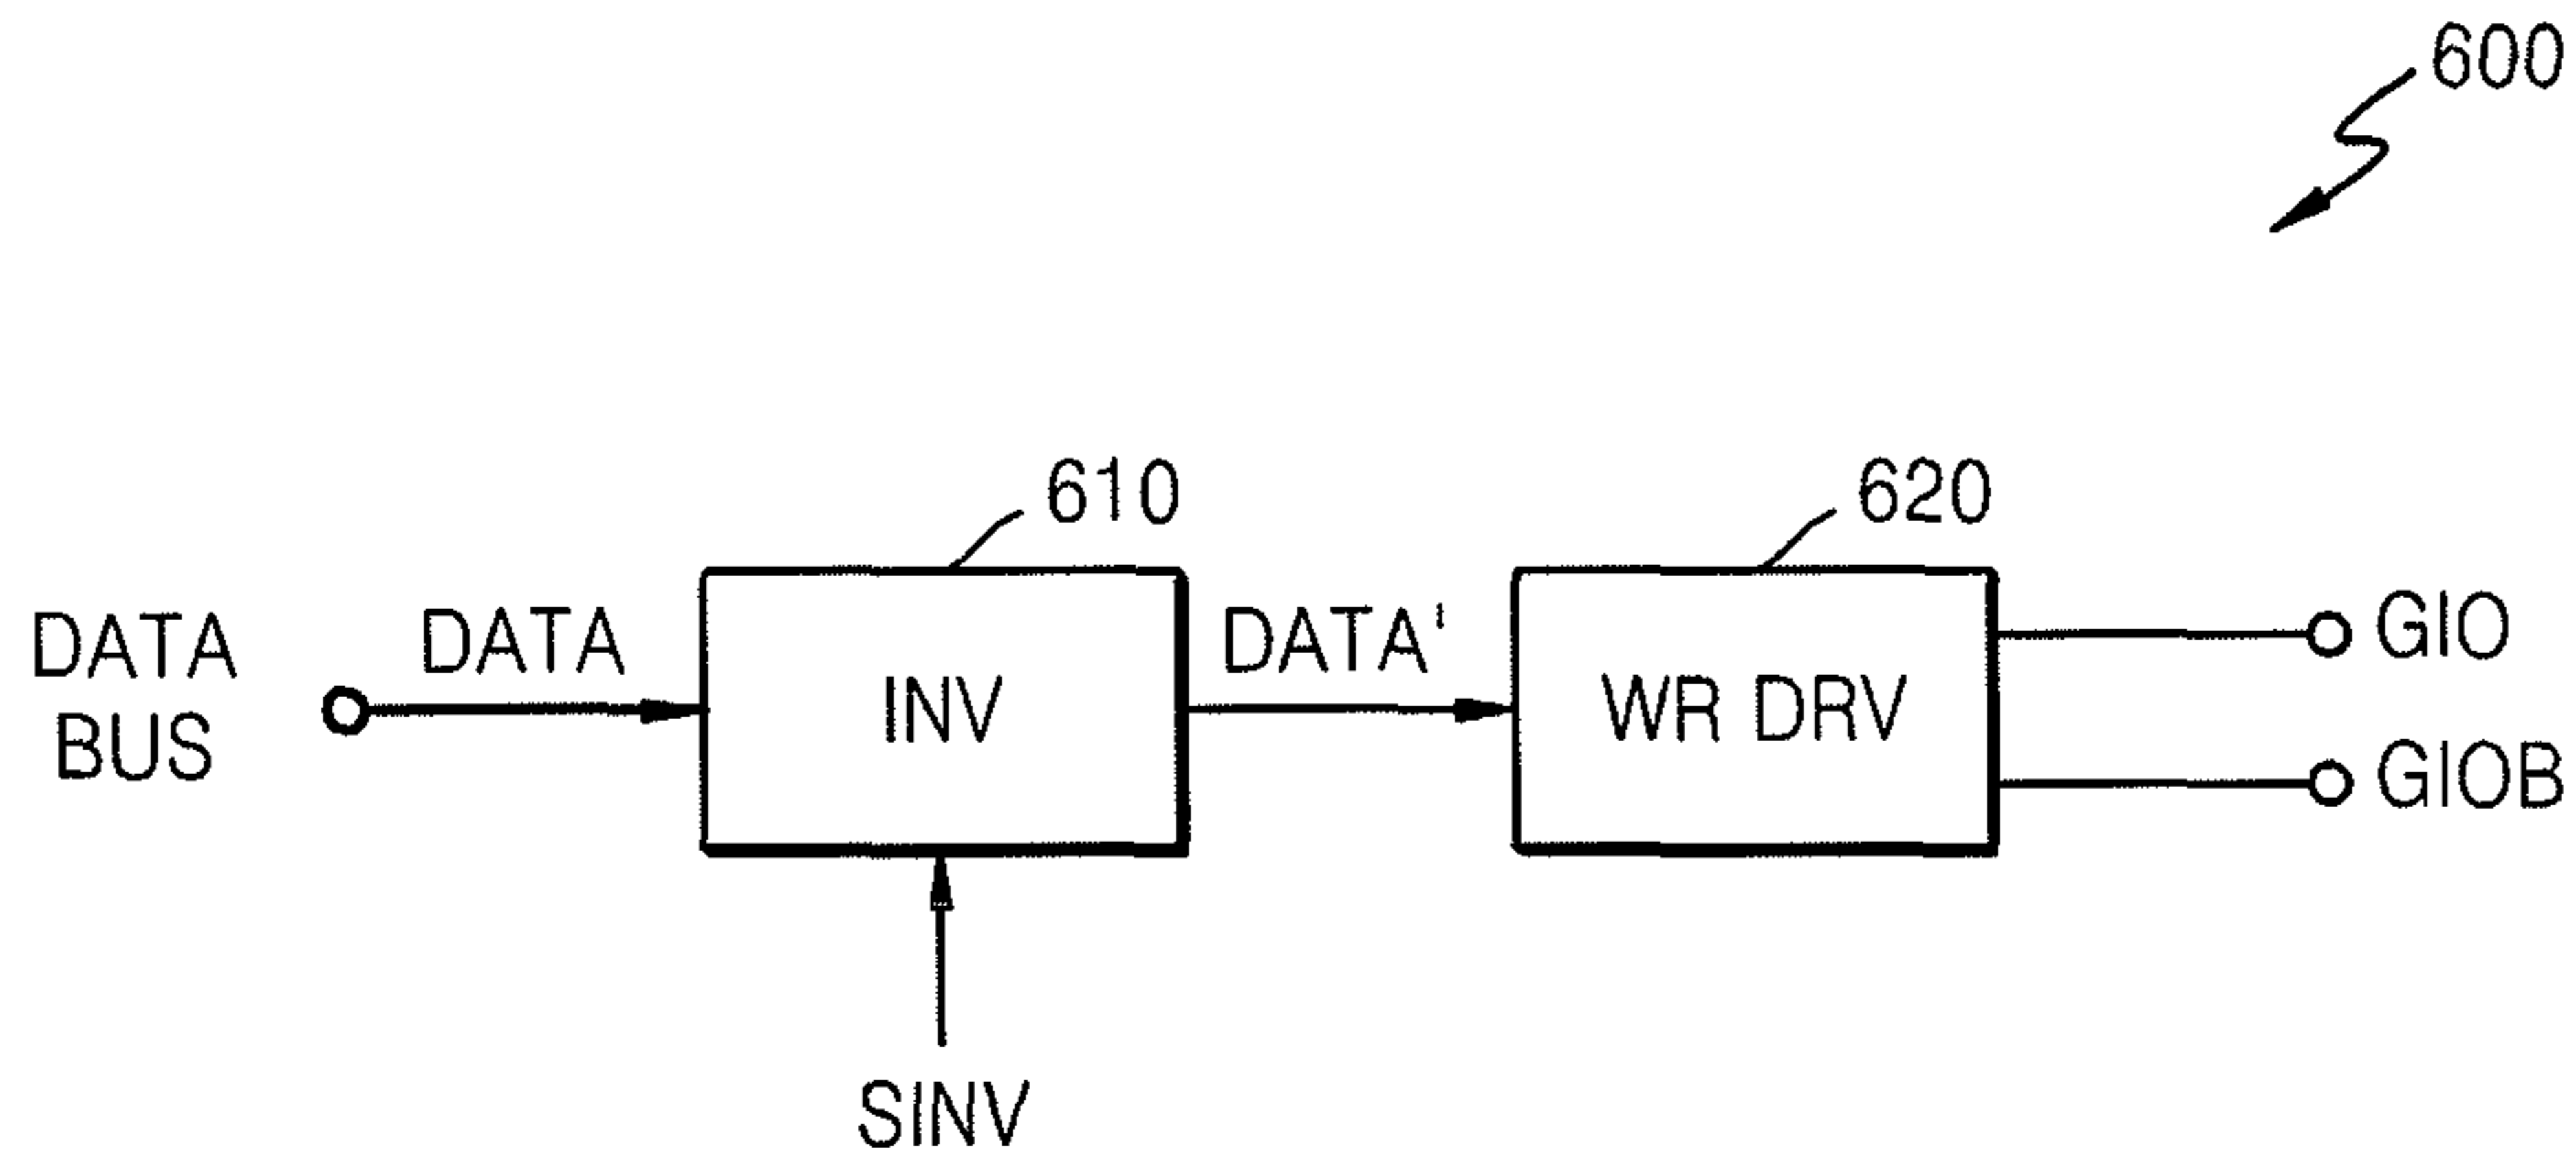 600
610
620
DATA
BUS
DATA
INV
DATA'
WR DRV
GIO
GIOB
SINV